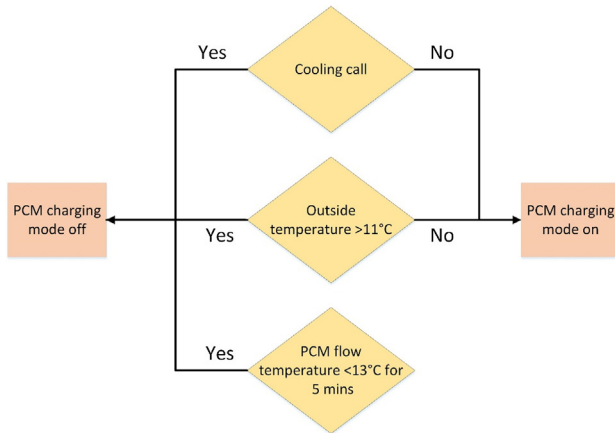 Yes
No
Cooling call
PCM charging
mode off
Outside
temperature >11°C
PCM charging
mode on
Yes
No
Yes
PCM flow
temperature <13°C for
5 mins